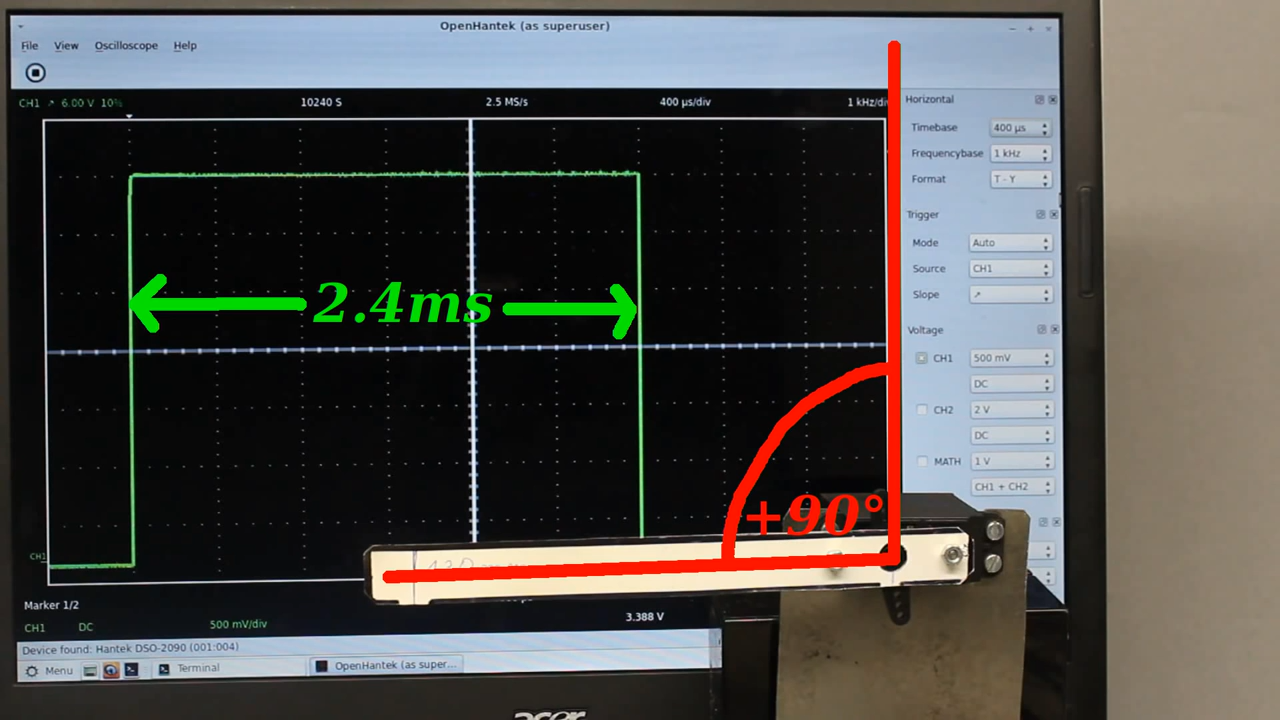 OpenHantek (as superuser)
File View Oscilloscope Help
CH1 ↗ 6.00 V 10% 10240 S 2.5 MS/s 400 µs/div 1 kHz/di
Horizontal
Timebase 400 µs
Frequencybase 1 kHz
Format T - Y
Trigger
Mode Auto
Source CH1
Slope ↗
Voltage
CH1 500 mV
DC
CH2 2 V
DC
MATH 1 V
CH1 + CH2
2.4ms
+90°
CH1
Marker 1/2
3.388 V
CH1 DC 500 mV/div
Device found: Hantek DSO-2090 (001:004)
Menu Terminal OpenHantek (as super...
acer